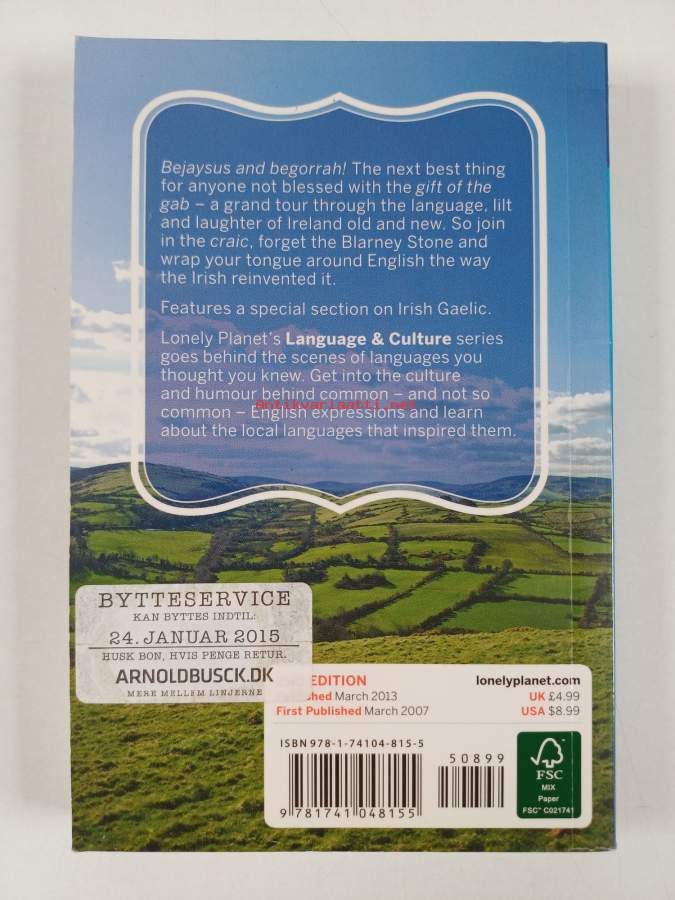 Bejaysus and begorrah! The next best thing
for anyone not blessed with the gift of the
gab – a grand tour through the language, lilt
and laughter of Ireland old and new. So join
in the craic, forget the Blarney Stone and
wrap your tongue around English the way
the Irish reinvented it.
Features a special section on Irish Gaelic.
Lonely Planet's Language & Culture series
goes behind the scenes of languages you
thought you knew. Get into the culture
and humour behind common – and not so
common – English expressions and learn
about the local languages that inspired them.
Antikvariaatti.net
BYTTESERVICE
KAN BYTTES INDTIL:
24. JANUAR 2015
HUSK BON, HVIS PENGE RETUR.
ARNOLDBUSCK.DK
MERE MELLEM LINJERNE
EDITION
March 2013
First Published March 2007
lonelyplanet.com
UK £4.99
USA $8.99
ISBN 978-1-74104-815-5
50899
9 781741 048155
FSC
MIX
Paper
FSC™ C021741